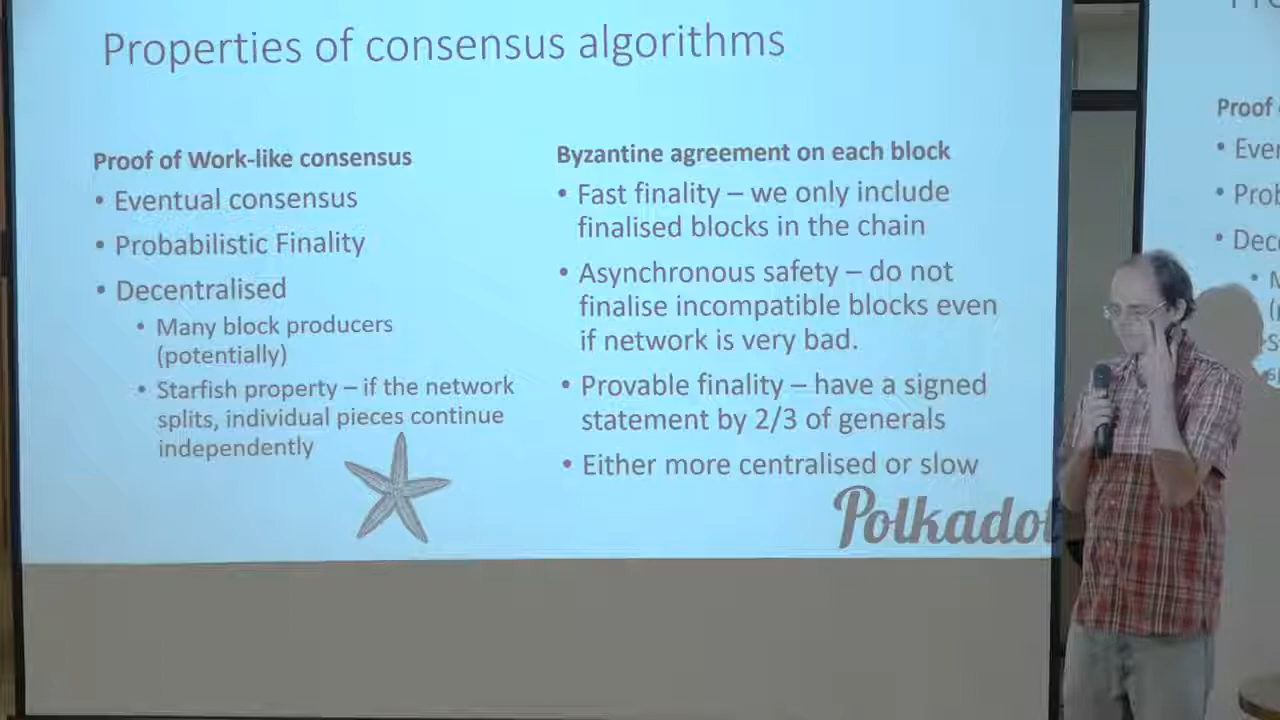 Properties of consensus algorithms
Proof of Work-like consensus
• Eventual consensus
• Probabilistic Finality
• Decentralised
• Many block producers
(potentially)
• Starfish property – if the network
splits, individual pieces continue
independently
Byzantine agreement on each block
• Fast finality – we only include
finalised blocks in the chain
• Asynchronous safety – do not
finalise incompatible blocks even
if network is very bad.
• Provable finality – have a signed
statement by 2/3 of generals
• Either more centralised or slow
Polkadot
Proof
• Ever
• Prob
• Dec